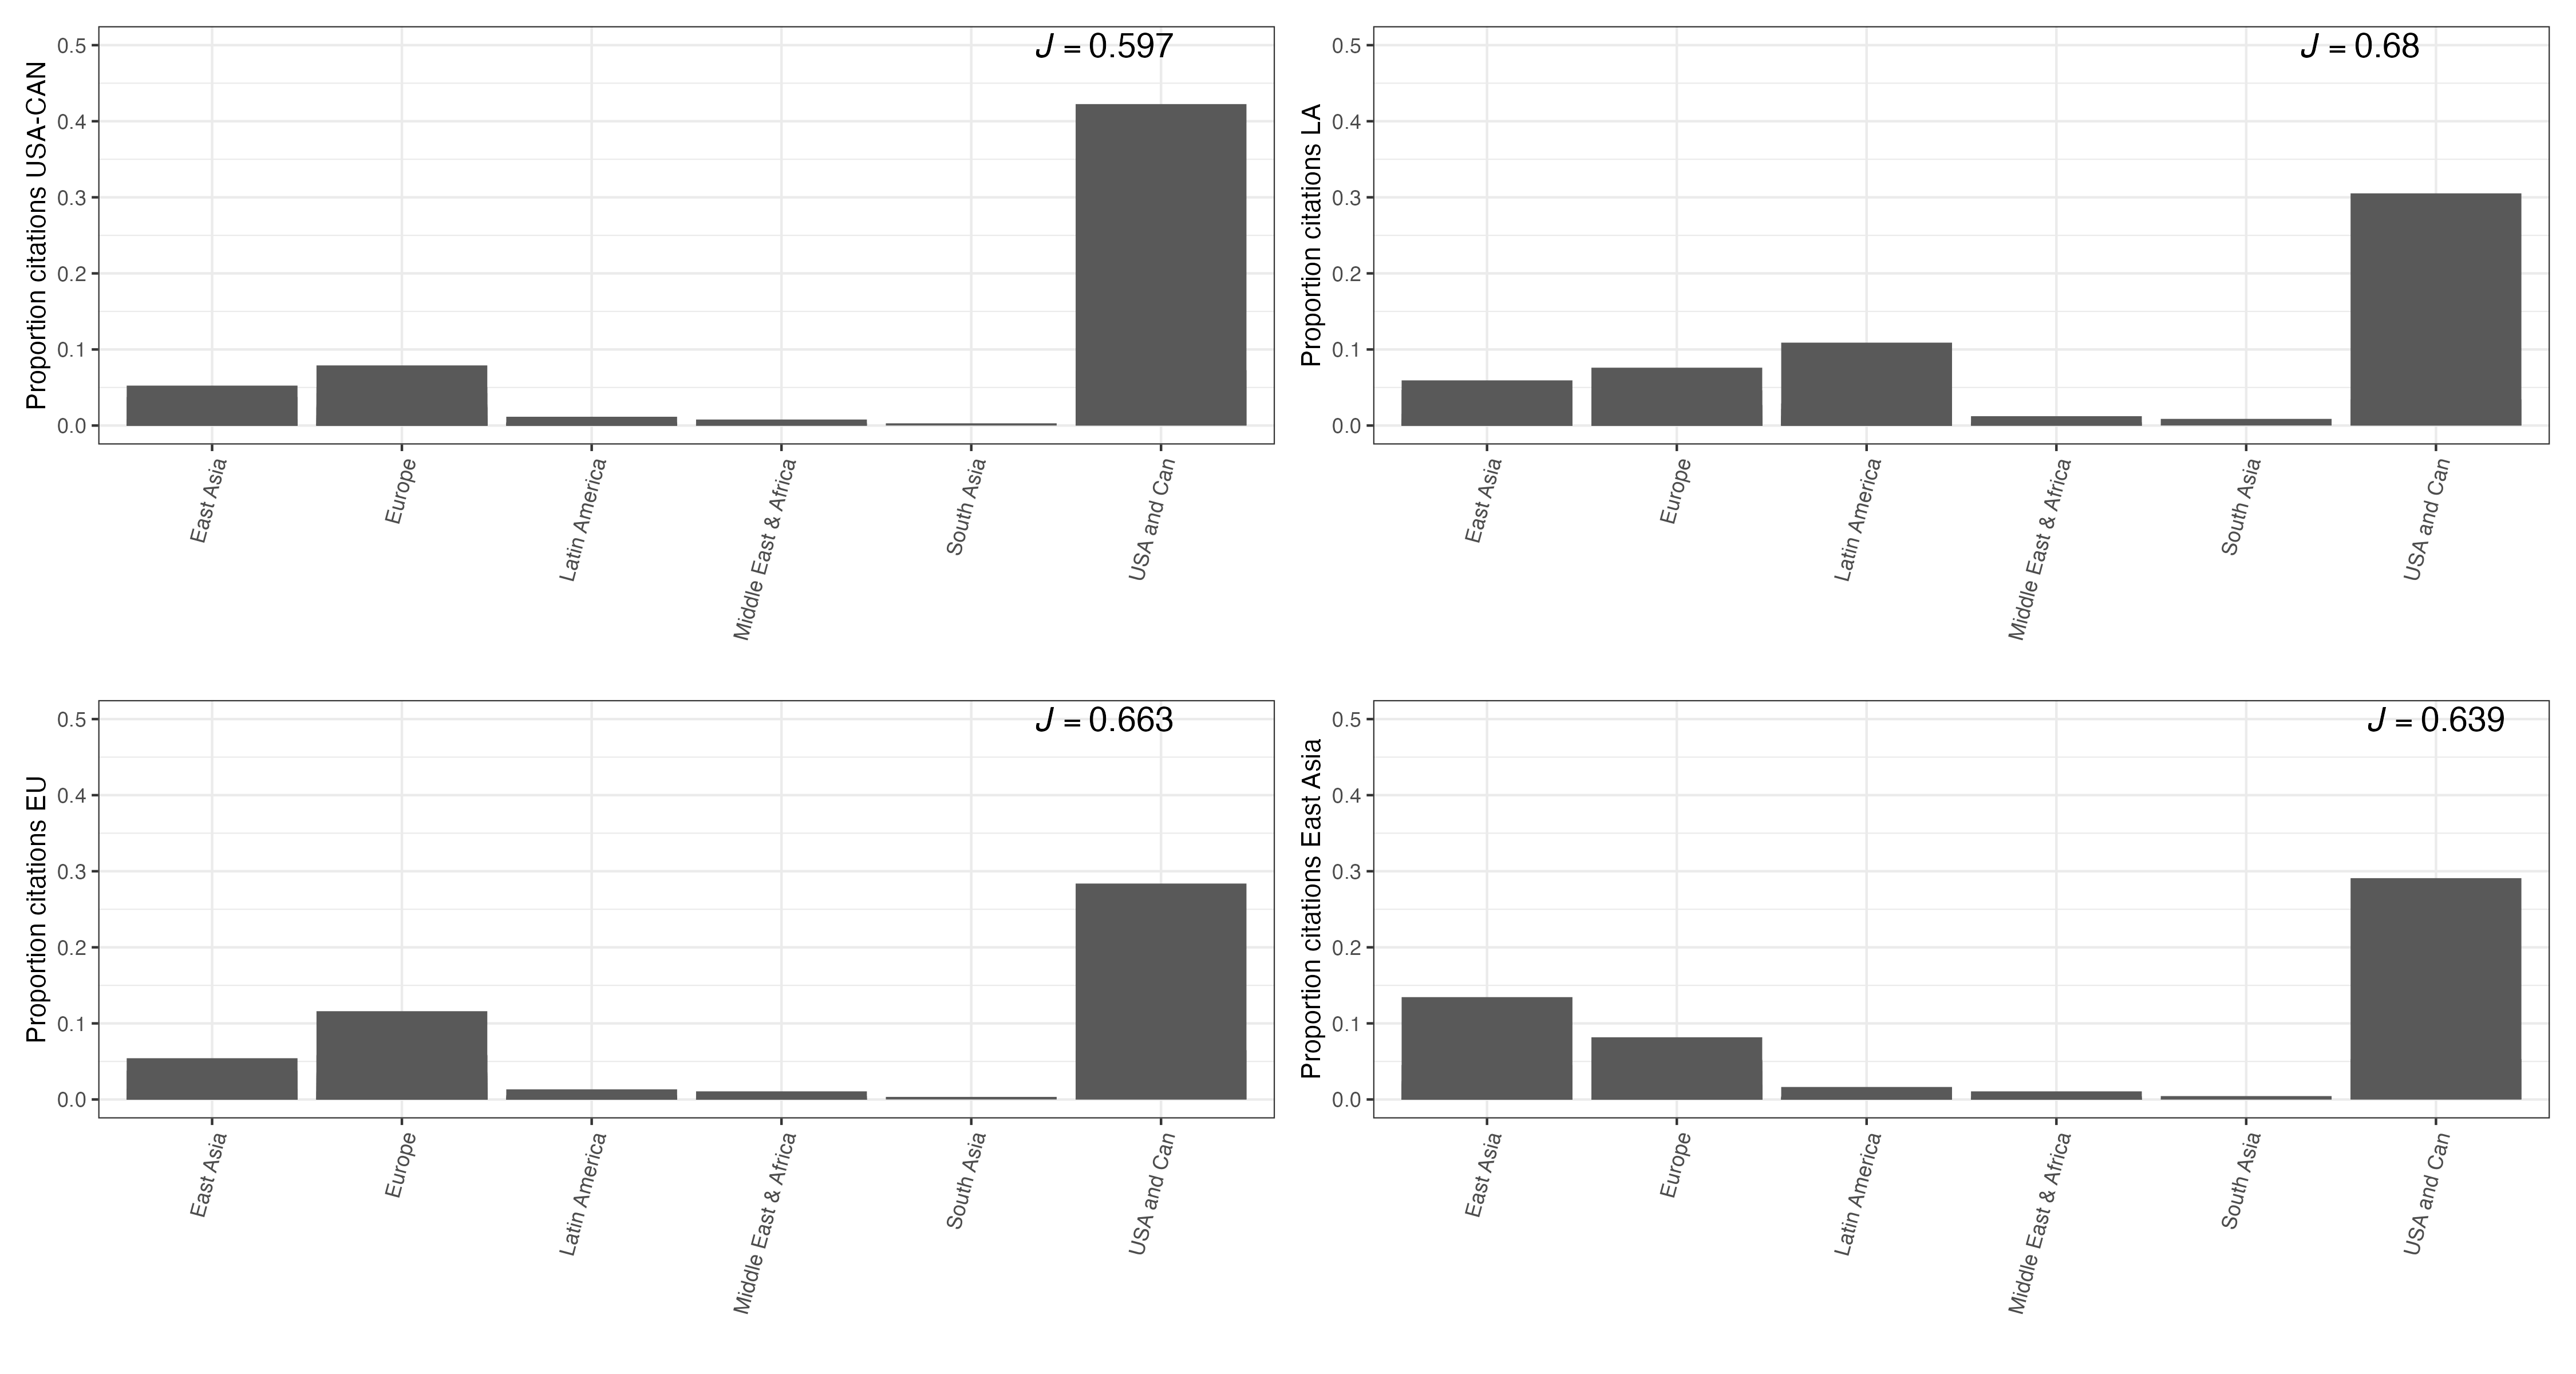 Proportion citations USA-CAN
0.5
0.4
0.3
0.2
0.1
0.0
J = 0.597
East Asia
Europe
Latin America
Middle East & Africa
South Asia
USA and Can
Proportion citations LA
0.5
0.4
0.3
0.2
0.1
0.0
J = 0.68
East Asia
Europe
Latin America
Middle East & Africa
South Asia
USA and Can
Proportion citations EU
0.5
0.4
0.3
0.2
0.1
0.0
J = 0.663
East Asia
Europe
Latin America
Middle East & Africa
South Asia
USA and Can
Proportion citations East Asia
0.5
0.4
0.3
0.2
0.1
0.0
J = 0.639
East Asia
Europe
Latin America
Middle East & Africa
South Asia
USA and Can